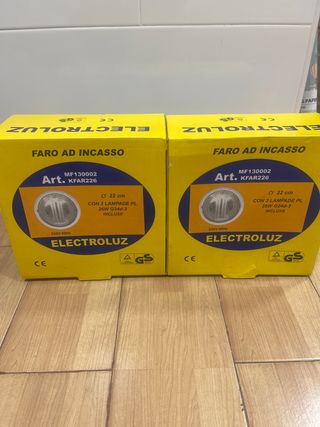 CE ELECTROLUZ
FARO AD INCASSO
Art. MF130002
KFAR226
Ø 22 cm
CON 2 LAMPADE PL
26W G24d-3
INCLUSE
ELECTROLUZ
CE
GS
CE ELECTROLUZ
FARO AD INCASSO
Art. MF130002
KFAR226
Ø 22 cm
CON 2 LAMPADE PL
26W G24d-3
INCLUSE
ELECTROLUZ
CE
GS